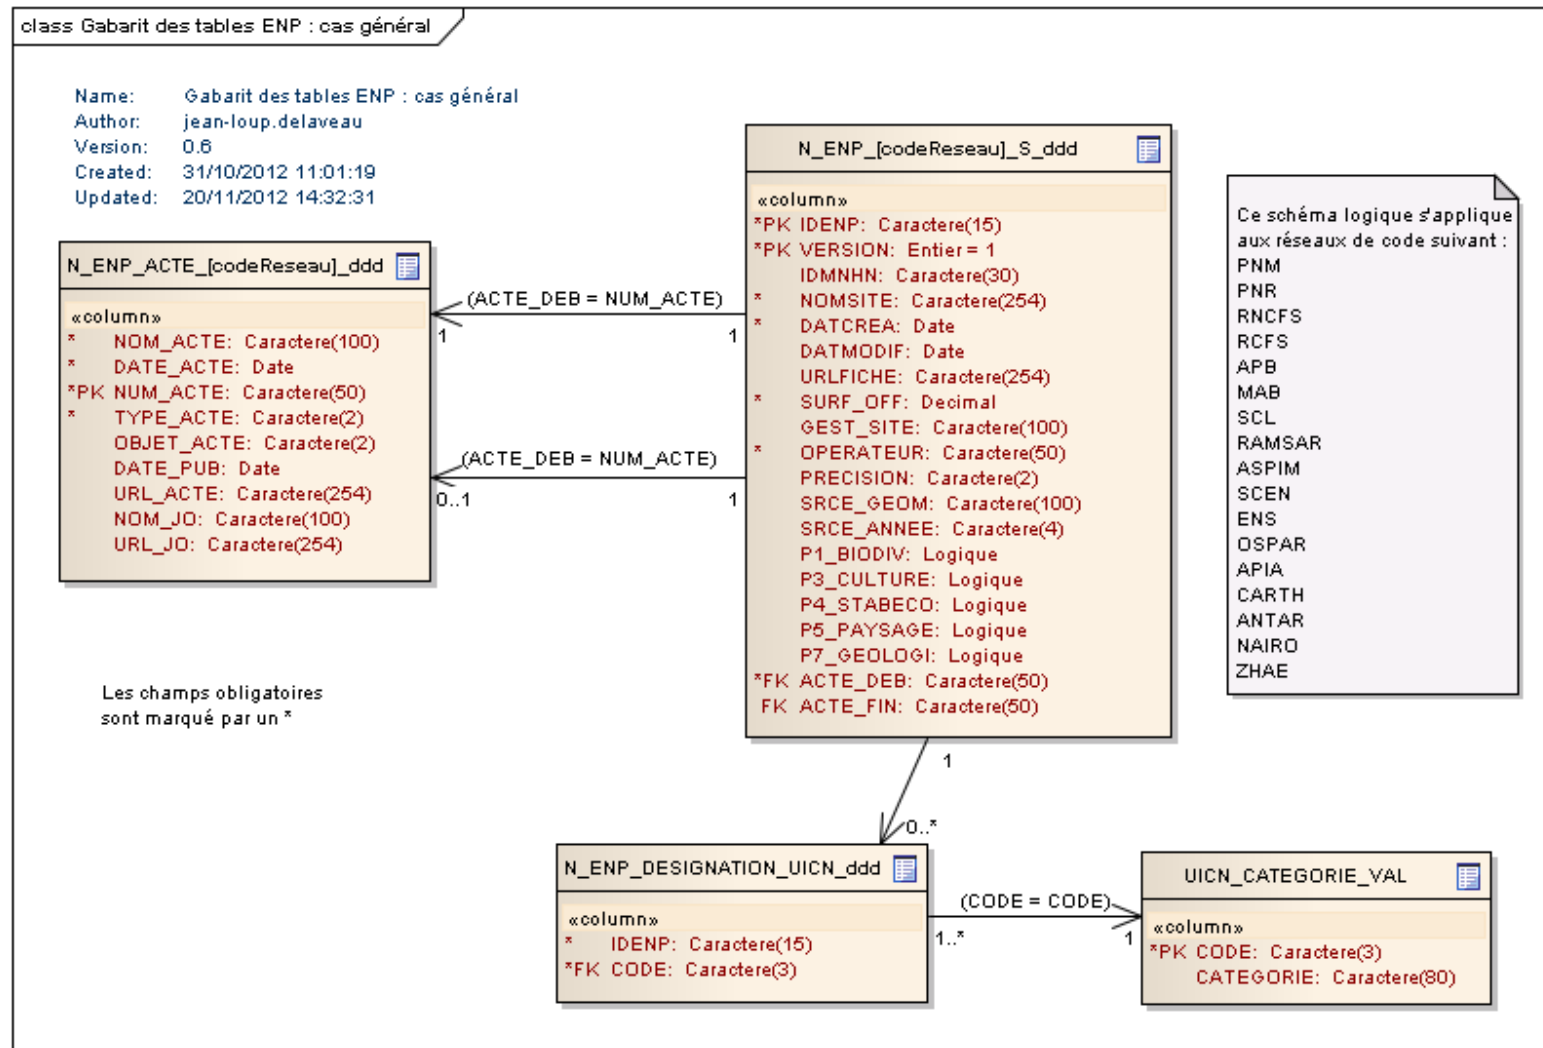 class Gabarit des tables ENP : cas général
Name: Gabarit des tables ENP : cas général
Author: jean-loup.delaveau
Version: 0.6
Created: 31/10/2012 11:01:19
Updated: 20/11/2012 14:32:31
N_ENP_ACTE_[codeReseau]_ddd
«column»
* NOM_ACTE: Caractere(100)
* DATE_ACTE: Date
*PK NUM_ACTE: Caractere(50)
* TYPE_ACTE: Caractere(2)
OBJET_ACTE: Caractere(2)
DATE_PUB: Date
URL_ACTE: Caractere(254)
NOM_JO: Caractere(100)
URL_JO: Caractere(254)
(ACTE_DEB = NUM_ACTE)
1
1
(ACTE_DEB = NUM_ACTE)
0..1
1
N_ENP_[codeReseau]_S_ddd
«column»
*PK IDENP: Caractere(15)
*PK VERSION: Entier = 1
IDMNHN: Caractere(30)
* NOMSITE: Caractere(254)
* DATCREA: Date
DATMODIF: Date
URLFICHE: Caractere(254)
* SURF_OFF: Decimal
GEST_SITE: Caractere(100)
* OPERATEUR: Caractere(50)
PRECISION: Caractere(2)
SRCE_GEOM: Caractere(100)
SRCE_ANNEE: Caractere(4)
P1_BIODIV: Logique
P3_CULTURE: Logique
P4_STABECO: Logique
P5_PAYSAGE: Logique
P7_GEOLOGI: Logique
*FK ACTE_DEB: Caractere(50)
FK ACTE_FIN: Caractere(50)
Ce schéma logique s'applique
aux réseaux de code suivant :
PNM
PNR
RNCFS
RCFS
APB
MAB
SCL
RAMSAR
ASPIM
SCEN
ENS
OSPAR
APIA
CARTH
ANTAR
NAIRO
ZHAE
Les champs obligatoires
sont marqué par un *
1
0..*
N_ENP_DESIGNATION_UICN_ddd
«column»
* IDENP: Caractere(15)
*FK CODE: Caractere(3)
(CODE = CODE)
1..*
1
UICN_CATEGORIE_VAL
«column»
*PK CODE: Caractere(3)
CATEGORIE: Caractere(80)